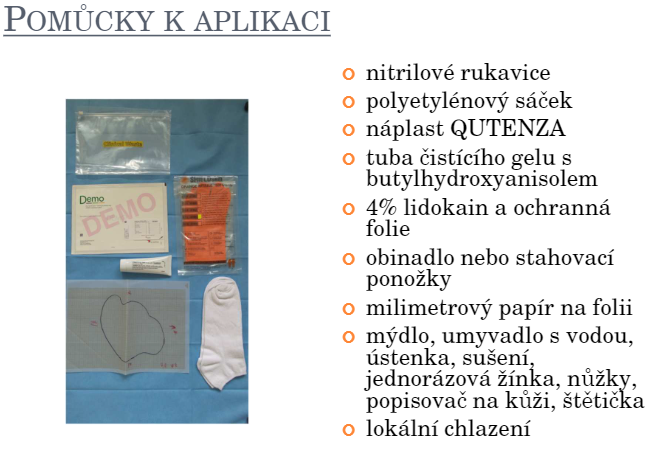 POMŮCKY K APLIKACI
nitrilové rukavice
polyetylénový sáček
náplast QUTENZA
tuba čistícího gelu s
butylhydroxyanisolem
4% lidokain a ochranná
folie
obinadlo nebo stahovací
ponožky
milimetrový papír na folii
mýdlo, umyvadlo s vodou,
ústenka, sušení,
jednorázová žínka, nůžky,
popisovač na kůži, štětička
lokální chlazení
Demo
DEMO